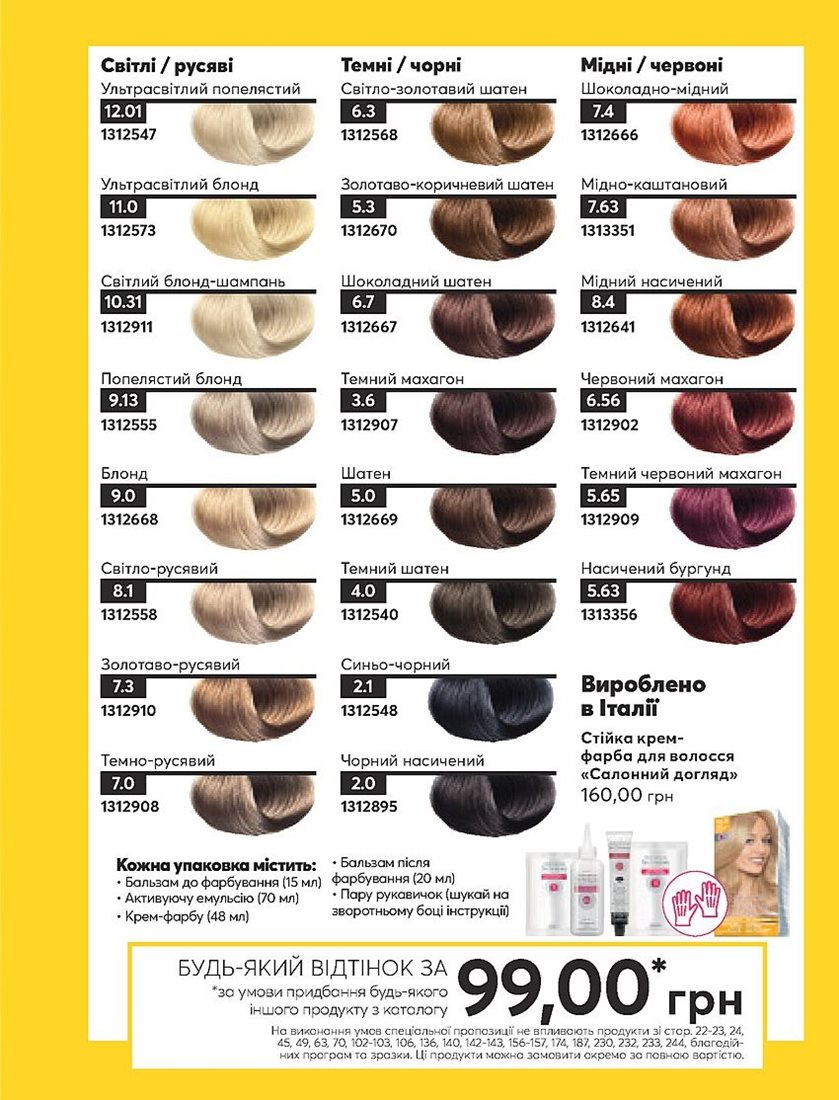 Світлі / русяві
Ультрасвітлий попелястий
12.01
1312547
Ультрасвітлий блонд
11.0
1312573
Світлий блонд-шампань
10.31
1312911
Попелястий блонд
9.13
1312555
Блонд
9.0
1312668
Світло-русявий
8.1
1312558
Золотаво-русявий
7.3
1312910
Темно-русявий
7.0
1312908
Темні / чорні
Світло-золотавий шатен
6.3
1312568
Золотаво-коричневий шатен
5.3
1312670
Шоколадний шатен
6.7
1312667
Темний махагон
3.6
1312907
Шатен
5.0
1312669
Темний шатен
4.0
1312540
Синьо-чорний
2.1
1312548
Чорний насичений
2.0
1312895
Мідні / червоні
Шоколадно-мідний
7.4
1312666
Мідно-каштановий
7.63
1313351
Мідний насичений
8.4
1312641
Червоний махагон
6.56
1312902
Темний червоний махагон
5.65
1312909
Насичений бургунд
5.63
1313356
Вироблено
в Італії
Стійка крем-
фарба для волосся
«Салонний догляд»
160,00 грн
Кожна упаковка містить:
• Бальзам до фарбування (15 мл)
• Активуючу емульсію (70 мл)
• Крем-фарбу (48 мл)
• Бальзам після
фарбування (20 мл)
• Пару рукавичок (шукай на
зворотньому боці інструкції)
БУДЬ-ЯКИЙ ВІДТІНОК ЗА
*за умови придбання будь-якого
іншого продукту з каталогу
99,00* грн
На виконання умов спеціальної пропозиції не впливають продукти зі стор. 22-23, 24,
45, 49, 63, 70, 102-103, 106, 136, 140, 142-143, 156-157, 174, 187, 230, 232, 233, 244, благодій-
них програм та зразки. Ці продукти можна замовити окремо за повною вартістю.